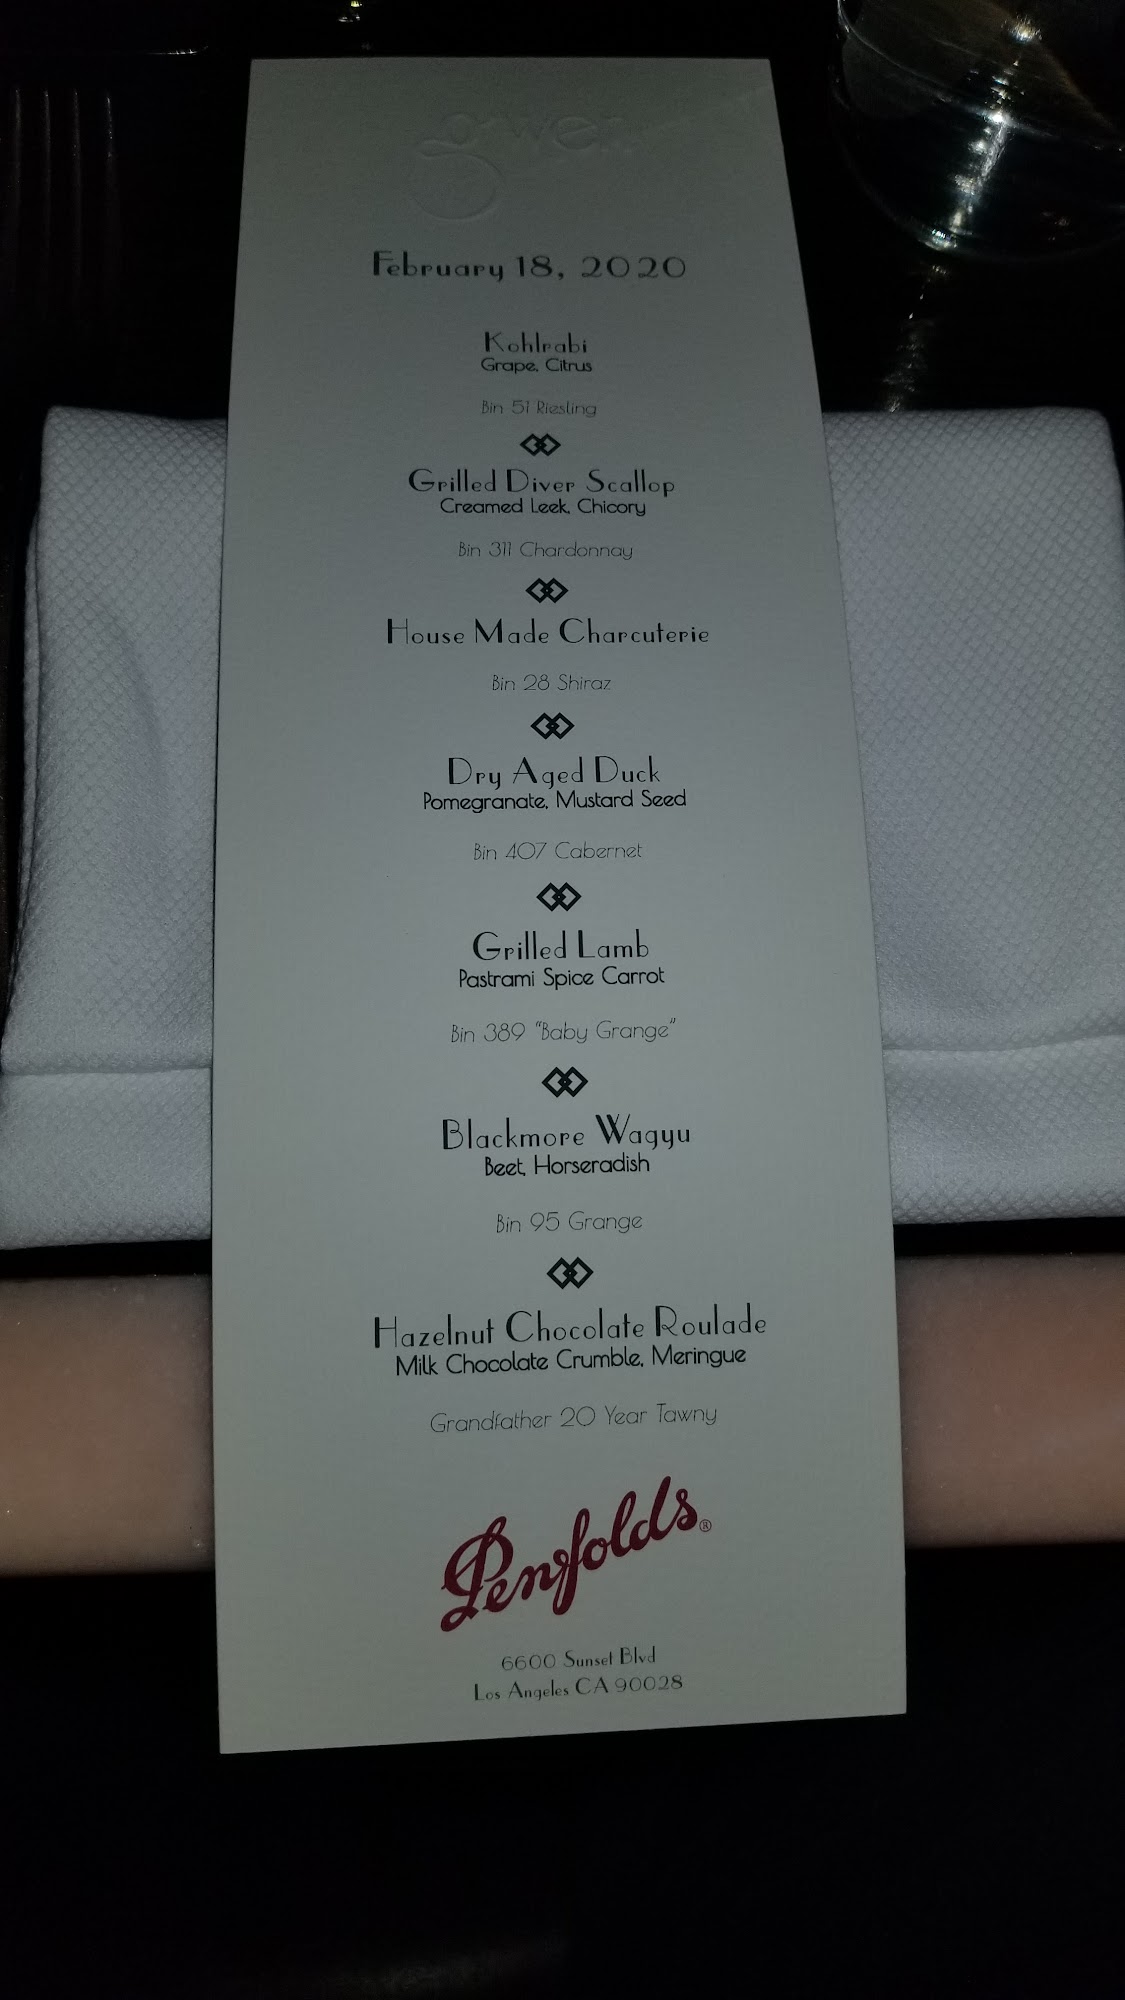 gwen
February 18, 2020
Kohlrabi
Grape, Citrus
Bin 51 Riesling
Grilled Diver Scallop
Creamed Leek, Chicory
Bin 311 Chardonnay
House Made Charcuterie
Bin 28 Shiraz
Dry Aged Duck
Pomegranate, Mustard Seed
Bin 407 Cabernet
Grilled Lamb
Pastrami Spice Carrot
Bin 389 "Baby Grange"
Blackmore Wagyu
Beet, Horseradish
Bin 95 Grange
Hazelnut Chocolate Roulade
Milk Chocolate Crumble, Meringue
Grandfather 20 Year Tawny
Penfolds®
6600 Sunset Blvd
Los Angeles CA 90028